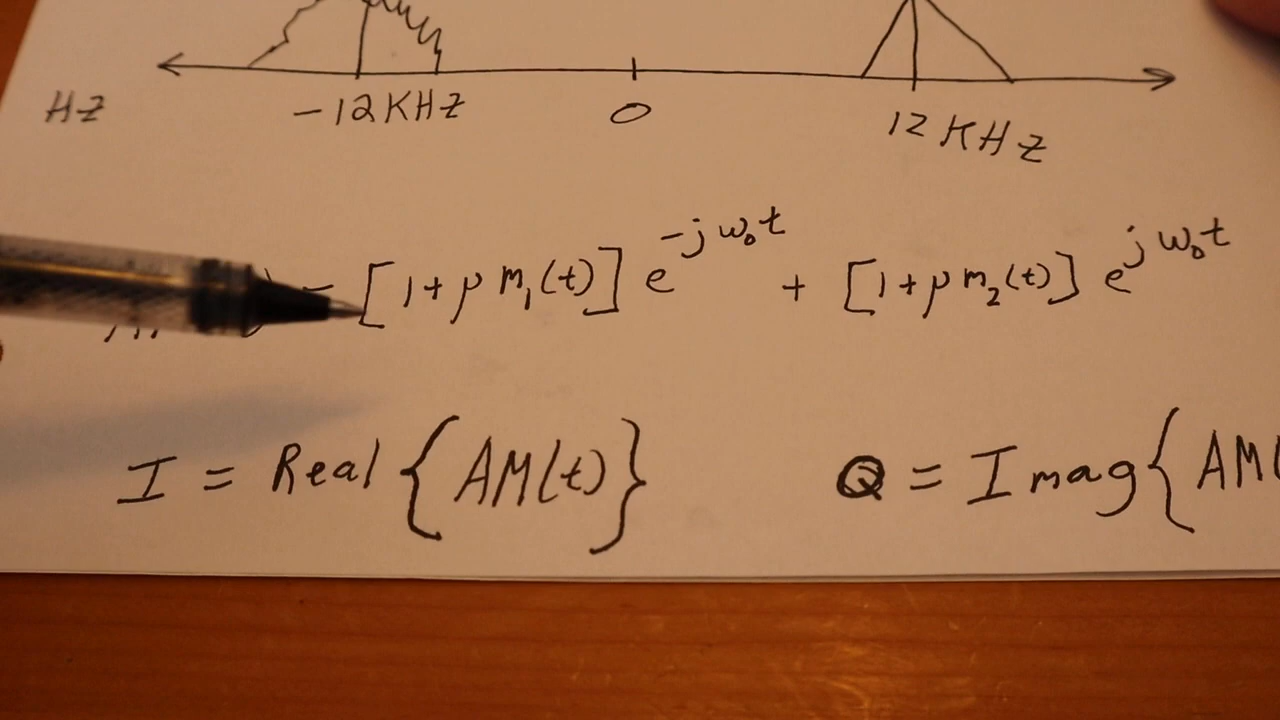 HZ -12KHZ 0 12KHZ
= [1+p m₁(t)] e^{-jω₀t} + [1+p m₂(t)] e^{jω₀t}
I = Real {AM(t)} Q = Imag{AM(